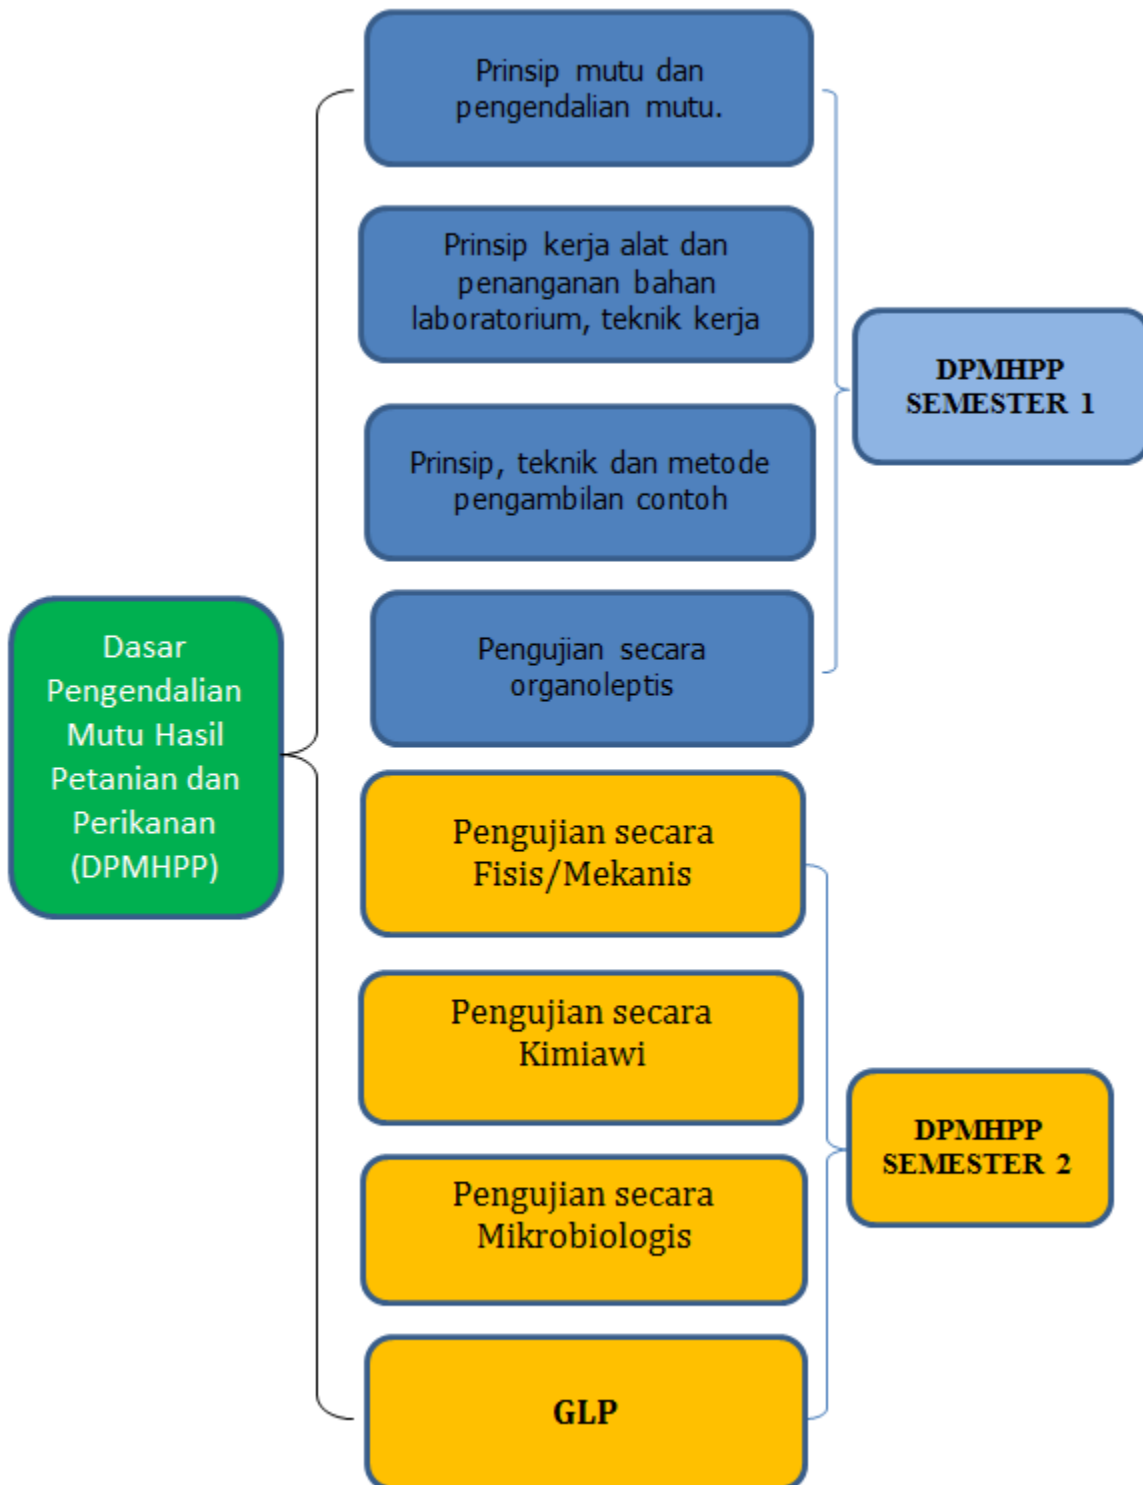 Prinsip mutu dan
pengendalian mutu.
Prinsip kerja alat dan
penanganan bahan
laboratorium, teknik kerja
DPMHPP
SEMESTER 1
Prinsip, teknik dan metode
pengambilan contoh
Dasar
Pengendalian
Mutu Hasil
Petanian dan
Perikanan
(DPMHPP)
Pengujian secara
organoleptis
Pengujian secara
Fisis/Mekanis
Pengujian secara
Kimiawi
DPMHPP
SEMESTER 2
Pengujian secara
Mikrobiologis
GLP